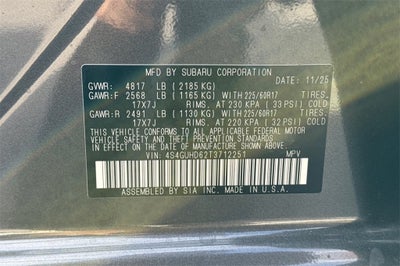 MFD BY SUBARU CORPORATION 11/25
GVWR: 4817 LB (2185 KG)
GAWR:F 2568 LB (1165 KG) WITH 225/60R17 TIRES,
17X7J RIMS, AT 230 KPA (33 PSI) COLD
GAWR:R 2491 LB (1130 KG) WITH 225/60R17 TIRES,
17X7J RIMS, AT 220 KPA (32 PSI) COLD
THIS VEHICLE CONFORMS TO ALL APPLICABLE FEDERAL MOTOR VEHICLE
SAFETY, BUMPER, AND THEFT PREVENTION STANDARDS IN EFFECT ON
THE DATE OF MANUFACTURE SHOWN ABOVE.
VIN: 4S4GUHD62T3712251 MPV
ASSEMBLED BY SIA INC. MADE IN U.S.A.